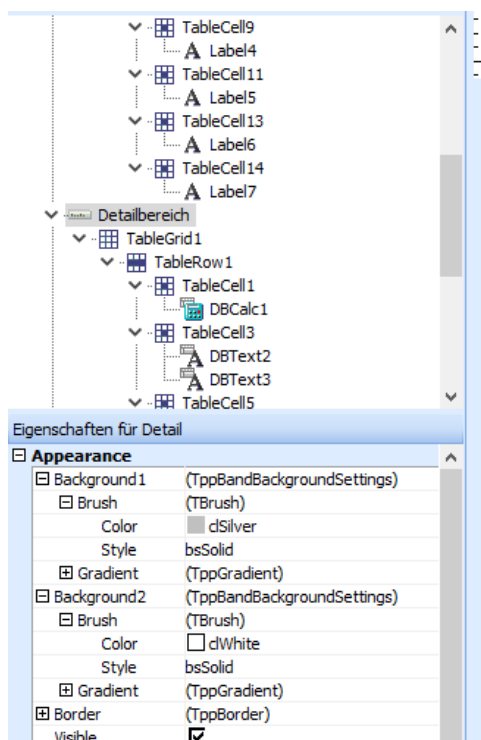 TableCell9
Label4
TableCell11
Label5
TableCell13
Label6
TableCell14
Label7
Detailbereich
TableGrid1
TableRow1
TableCell1
DBCalc1
TableCell3
DBText2
DBText3
TableCell5
Eigenschaften für Detail
Appearance
Background1 (TppBandBackgroundSettings)
Brush (TBrush)
Color clSilver
Style bsSolid
Gradient (TppGradient)
Background2 (TppBandBackgroundSettings)
Brush (TBrush)
Color clWhite
Style bsSolid
Gradient (TppGradient)
Border (TppBorder)
Visible